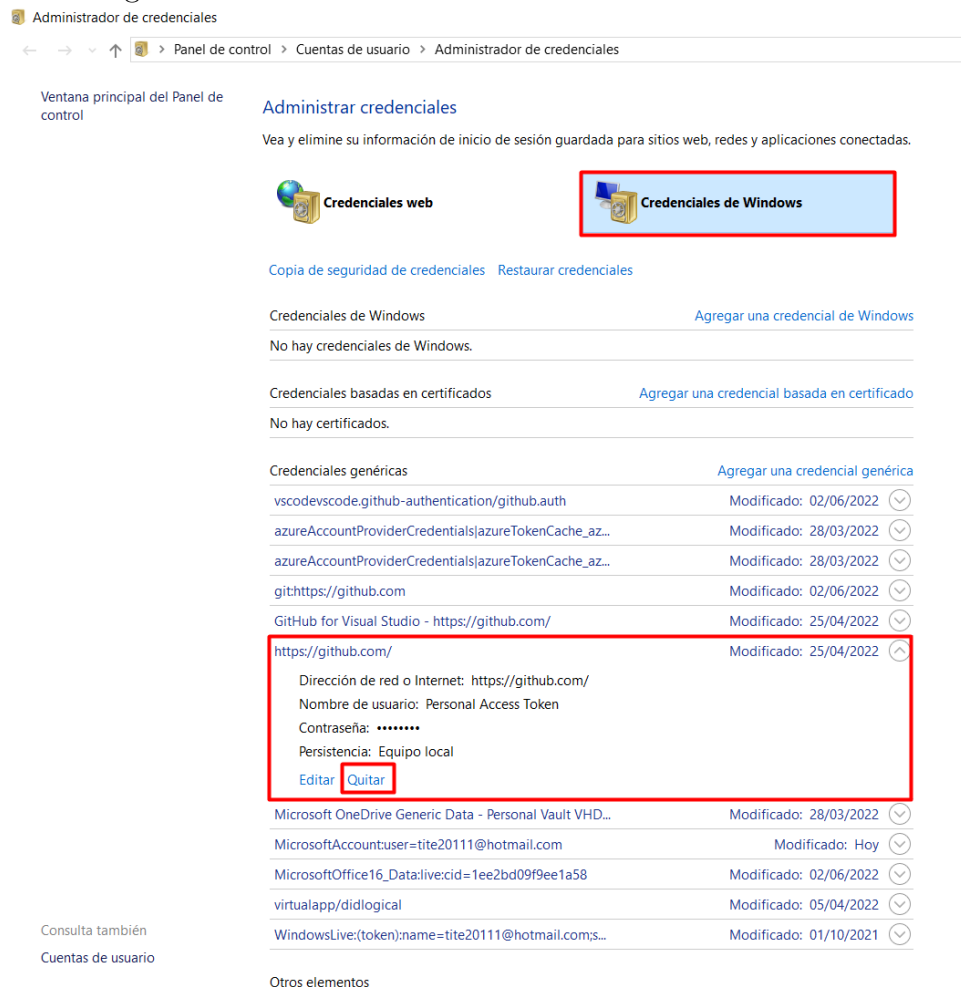 Administrador de credenciales
Panel de control > Cuentas de usuario > Administrador de credenciales
Ventana principal del Panel de
control
Administrar credenciales
Vea y elimine su información de inicio de sesión guardada para sitios web, redes y aplicaciones conectadas.
Credenciales web
Credenciales de Windows
Copia de seguridad de credenciales Restaurar credenciales
Credenciales de Windows Agregar una credencial de Windows
No hay credenciales de Windows.
Credenciales basadas en certificados Agregar una credencial basada en certificado
No hay certificados.
Credenciales genéricas Agregar una credencial genérica
vscodevscode.github-authentication/github.auth Modificado: 02/06/2022
azureAccountProviderCredentials|azureTokenCache_az... Modificado: 28/03/2022
azureAccountProviderCredentials|azureTokenCache_az... Modificado: 28/03/2022
git:https://github.com Modificado: 02/06/2022
GitHub for Visual Studio - https://github.com/ Modificado: 25/04/2022
https://github.com/ Modificado: 25/04/2022
Dirección de red o Internet: https://github.com/
Nombre de usuario: Personal Access Token
Contraseña: ••••••••
Persistencia: Equipo local
Editar Quitar
Microsoft OneDrive Generic Data - Personal Vault VHD... Modificado: 28/03/2022
MicrosoftAccount:user=tite20111@hotmail.com Modificado: Hoy
MicrosoftOffice16_Data:live:cid=1ee2bd09f9ee1a58 Modificado: 02/06/2022
virtualapp/didlogical Modificado: 05/04/2022
WindowsLive:(token):name=tite20111@hotmail.com;s... Modificado: 01/10/2021
Consulta también
Cuentas de usuario
Otros elementos